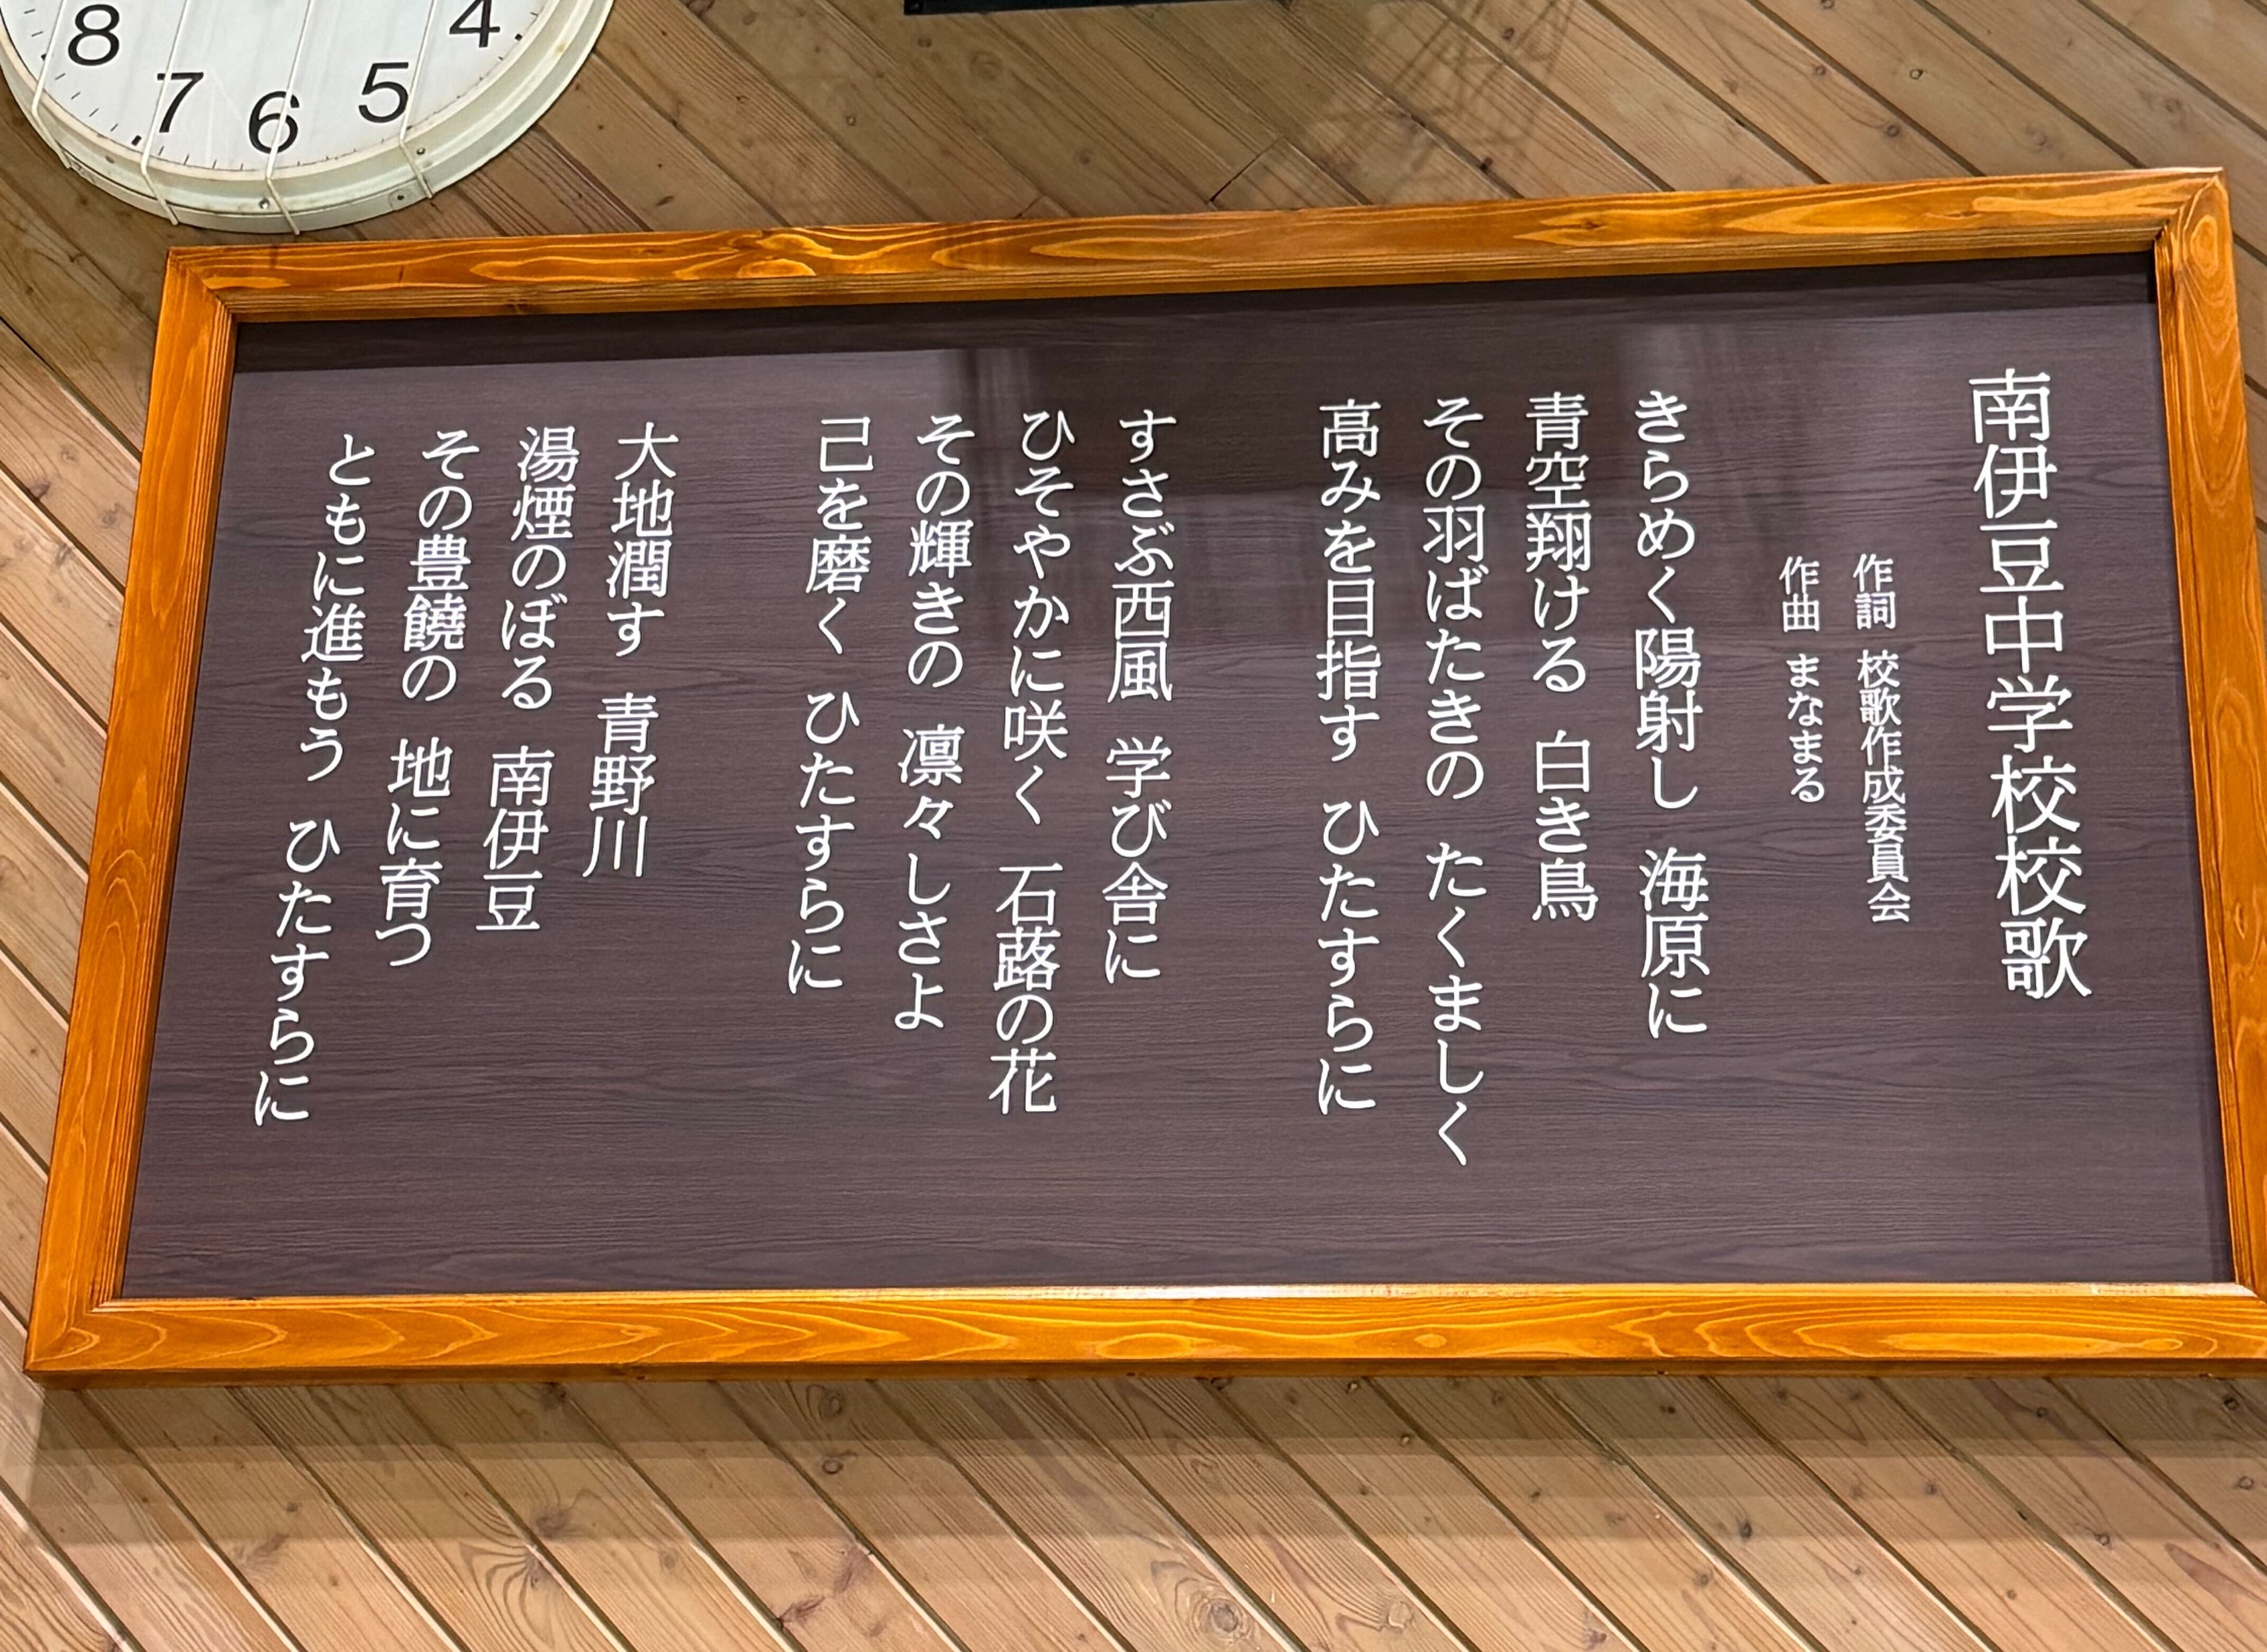 8
7
6
5
4
南伊豆中学校校歌
作詞 校歌作成委員会
作曲 まなまる
きらめく陽射し 海原に
青空翔ける 白き鳥
その羽ばたきの たくましく
高みを目指す ひたすらに
すさぶ西風 学び舎に
ひそやかに咲く 石蕗の花
その輝きの 凛々しさよ
己を磨く ひたすらに
大地潤す 青野川
湯煙のぼる 南伊豆
その豊饒の 地に育つ
ともに進もう ひたすらに